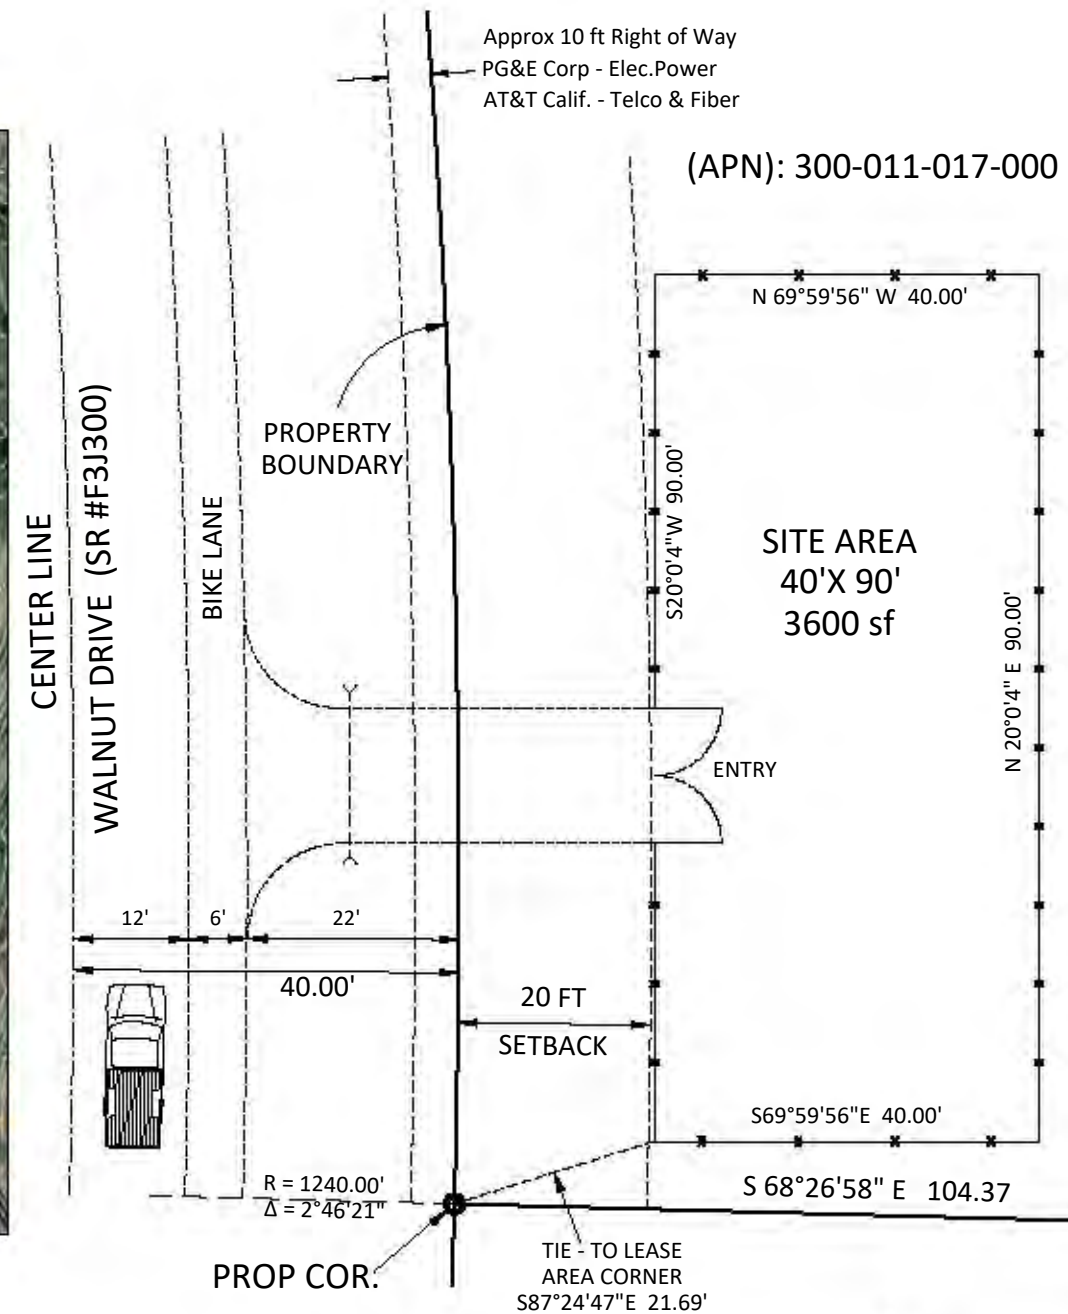 Approx 10 ft Right of Way
PG&E Corp - Elec.Power
AT&T Calif. - Telco & Fiber
(APN): 300-011-017-000
N 69°59'56" W 40.00'
PROPERTY
BOUNDARY
CENTER LINE
WALNUT DRIVE (SR #F3J300)
BIKE LANE
S20°0'4"W 90.00'
SITE AREA
40'X 90'
3600 sf
N 20°0'4" E 90.00'
ENTRY
12'
6'
22'
40.00'
20 FT
SETBACK
S69°59'56"E 40.00'
R = 1240.00'
Δ = 2°46'21"
S 68°26'58" E 104.37
PROP COR.
TIE - TO LEASE
AREA CORNER
S87°24'47"E 21.69'